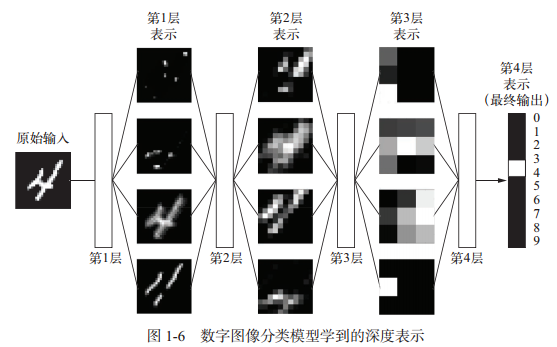 第1层
表示
第2层
表示
第3层
表示
第4层
表示
(最终输出)
原始输入
0
1
2
3
4
5
6
7
8
9
第1层
第2层
第3层
第4层
图 1-6 数字图像分类模型学到的深度表示